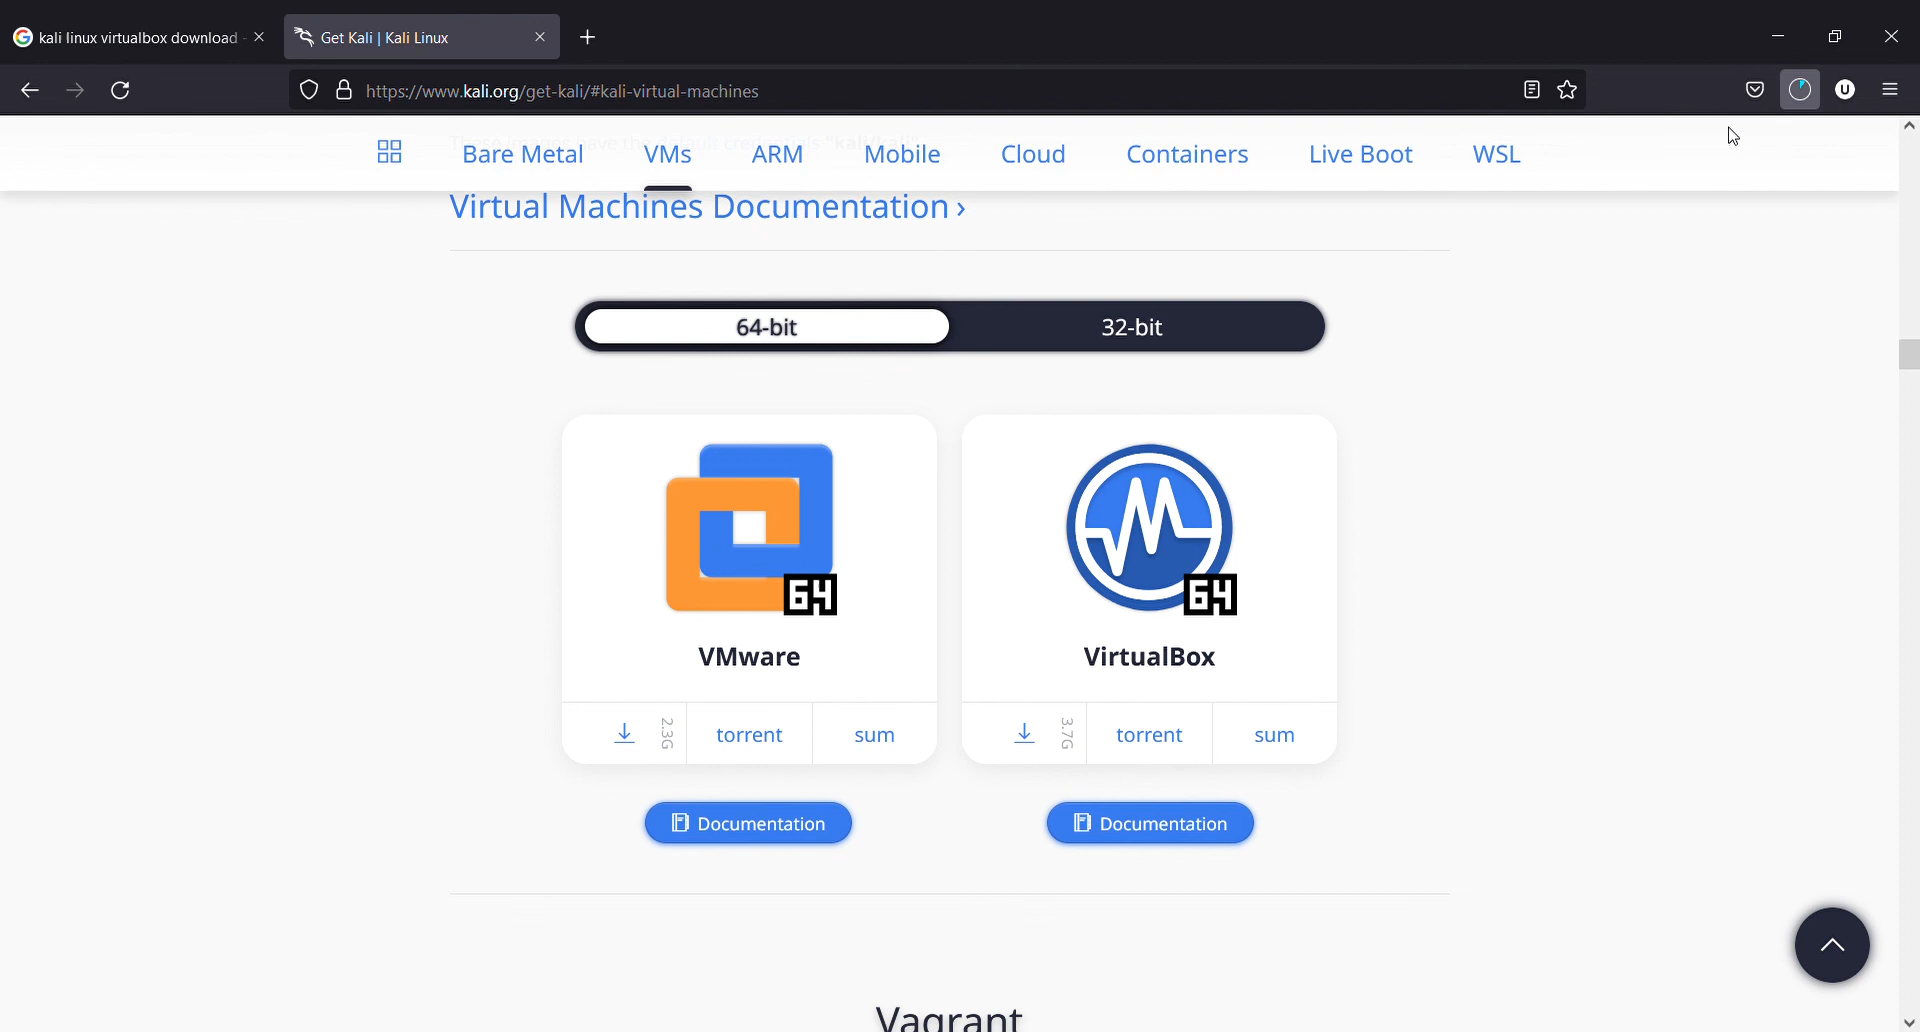 kali linux virtualbox download -
Get Kali | Kali Linux
https://www.kali.org/get-kali/#kali-virtual-machines
U
Bare Metal VMs ARM Mobile Cloud Containers Live Boot WSL
Virtual Machines Documentation ›
64-bit 32-bit
64 64
VMware VirtualBox
2.3G torrent sum 3.7G torrent sum
Documentation Documentation
Vagrant